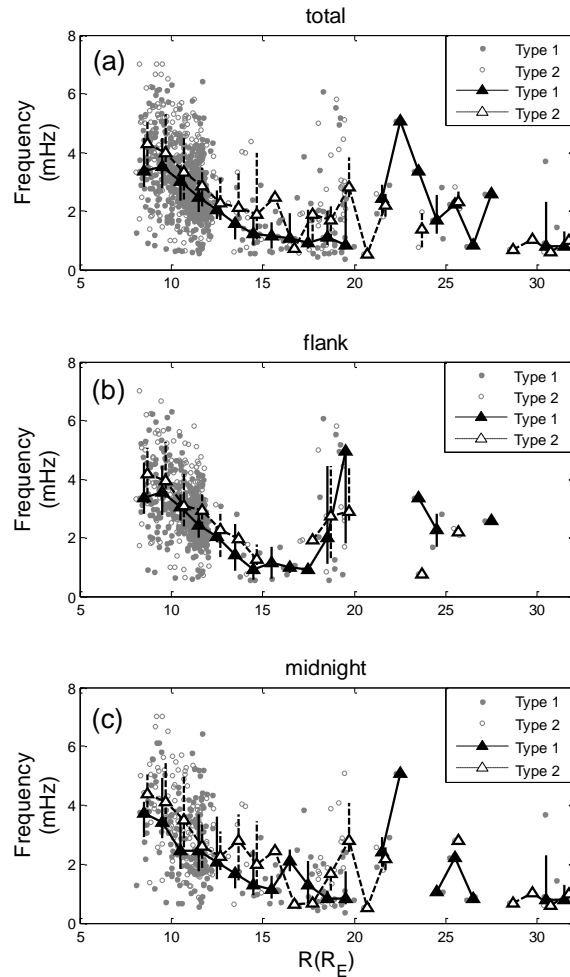 total
(a)
Frequency
(mHz)
8
6
4
2
0
5 10 15 20 25 30
Type 1
Type 2
Type 1
Type 2
flank
(b)
Frequency
(mHz)
8
6
4
2
0
5 10 15 20 25 30
Type 1
Type 2
Type 1
Type 2
midnight
(c)
Frequency
(mHz)
8
6
4
2
0
5 10 15 20 25 30
Type 1
Type 2
Type 1
Type 2
R(R_E)